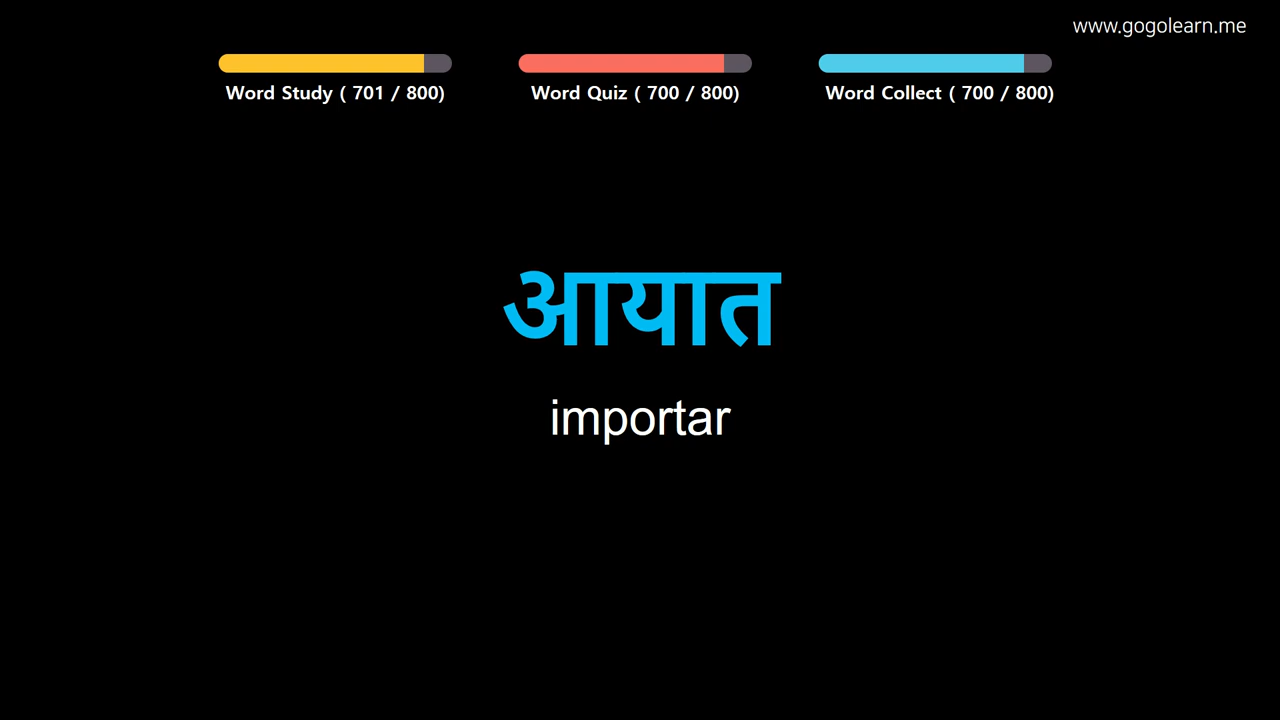 www.gogolearn.me
Word Study ( 701 / 800)
Word Quiz ( 700 / 800)
Word Collect ( 700 / 800)
आयात
importar